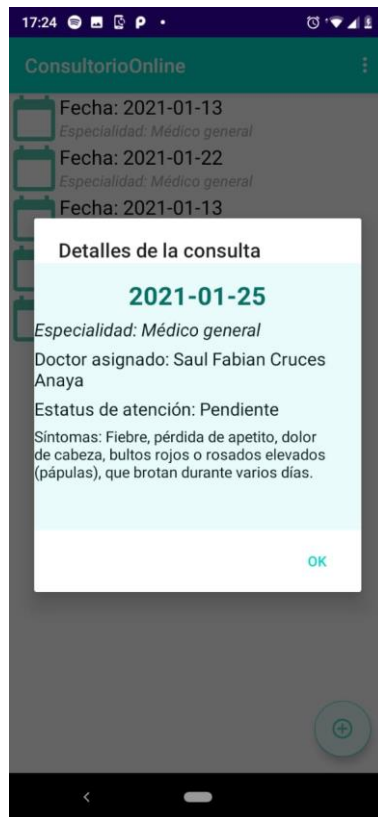 17:24
ConsultorioOnline
Fecha: 2021-01-13
Especialidad: Médico general
Fecha: 2021-01-22
Especialidad: Médico general
Fecha: 2021-01-13
Detalles de la consulta
2021-01-25
Especialidad: Médico general
Doctor asignado: Saul Fabian Cruces
Anaya
Estatus de atención: Pendiente
Síntomas: Fiebre, pérdida de apetito, dolor
de cabeza, bultos rojos o rosados elevados
(pápulas), que brotan durante varios días.
OK